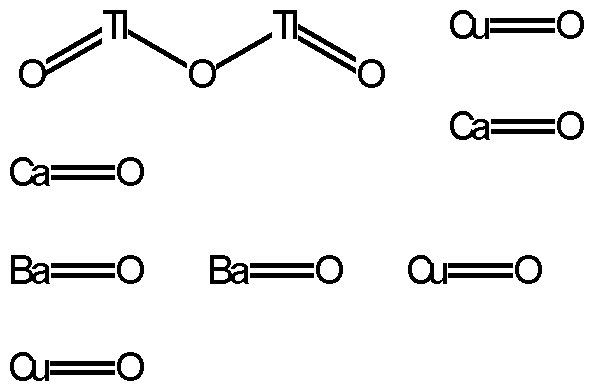 Tl Tl Cu=O
O O O
Ca=O
Ca=O
Ba=O Ba=O Cu=O
Cu=O